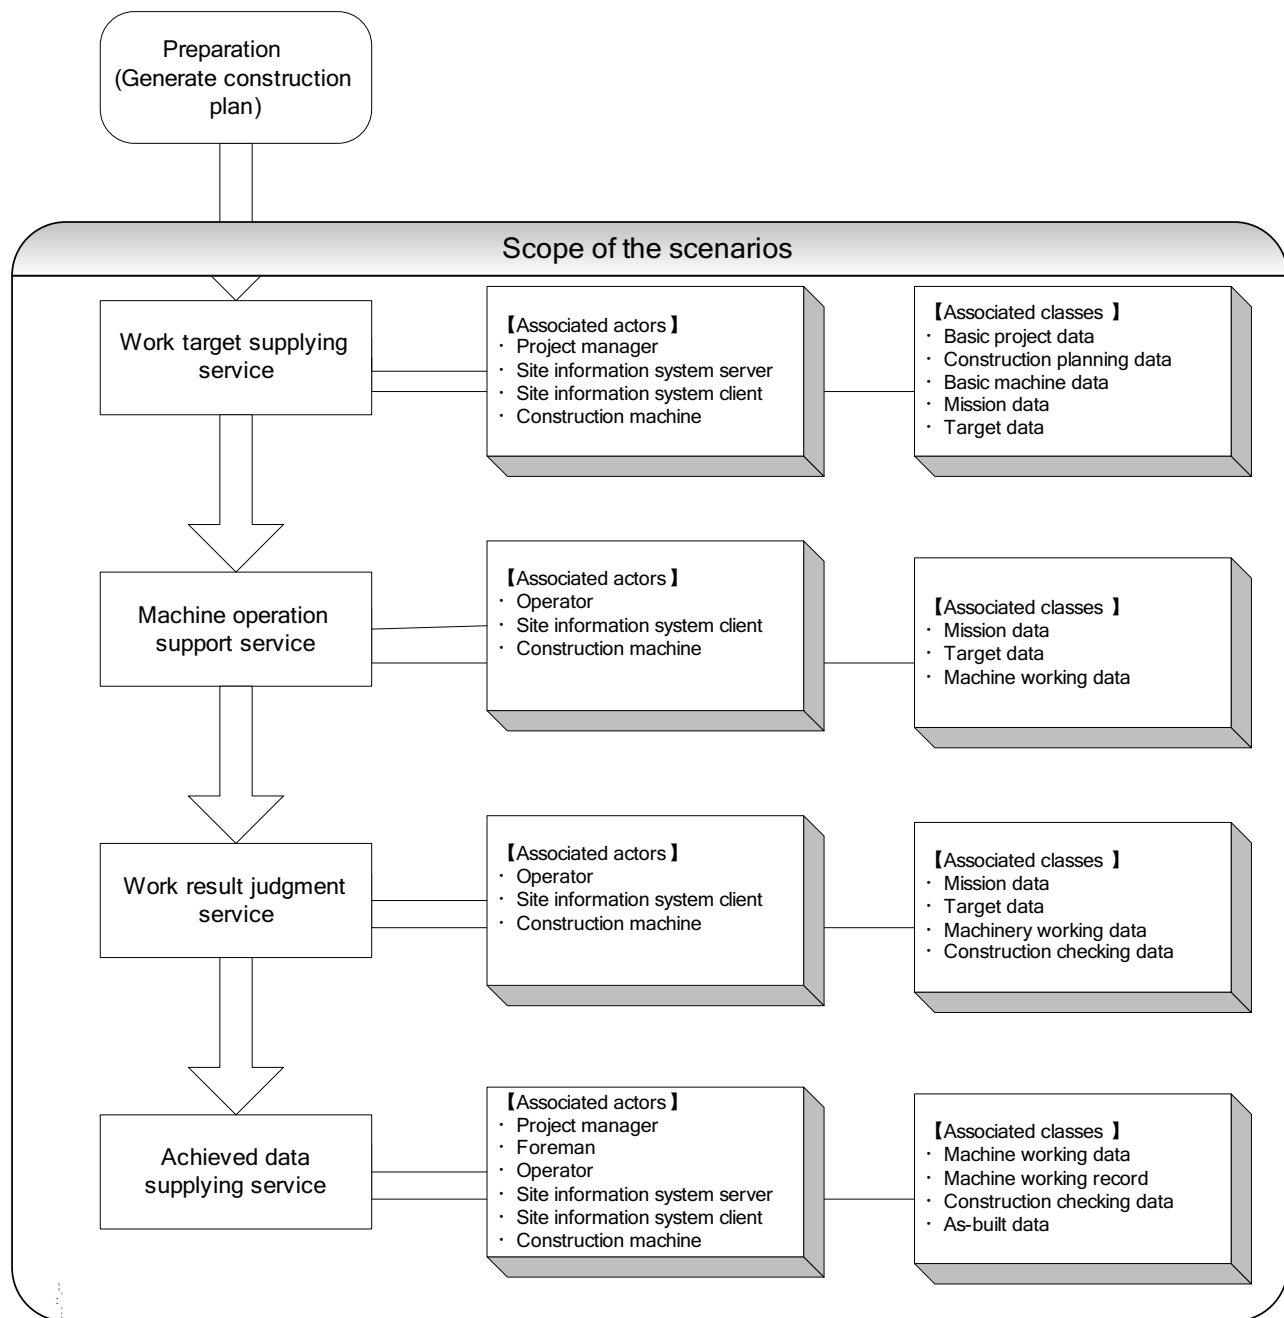 Preparation
(Generate construction
plan)
Scope of the scenarios
Work target supplying
service
【Associated actors】
・ Project manager
・ Site information system server
・ Site information system client
・ Construction machine
【Associated classes】
・ Basic project data
・ Construction planning data
・ Basic machine data
・ Mission data
・ Target data
Machine operation
support service
【Associated actors】
・ Operator
・ Site information system client
・ Construction machine
【Associated classes】
・ Mission data
・ Target data
・ Machine working data
Work result judgment
service
【Associated actors】
・ Operator
・ Site information system client
・ Construction machine
【Associated classes】
・ Mission data
・ Target data
・ Machinery working data
・ Construction checking data
Achieved data
supplying service
【Associated actors】
・ Project manager
・ Foreman
・ Operator
・ Site information system server
・ Site information system client
・ Construction machine
【Associated classes】
・ Machine working data
・ Machine working record
・ Construction checking data
・ As-built data